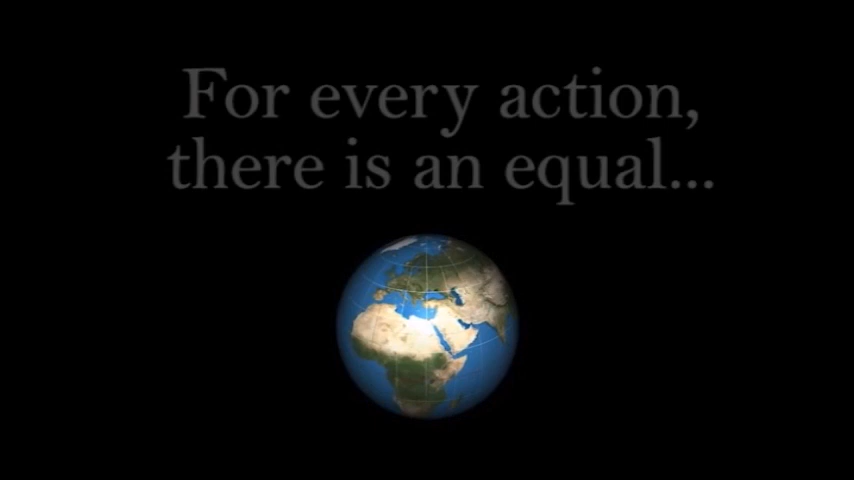 For every action,
there is an equal...